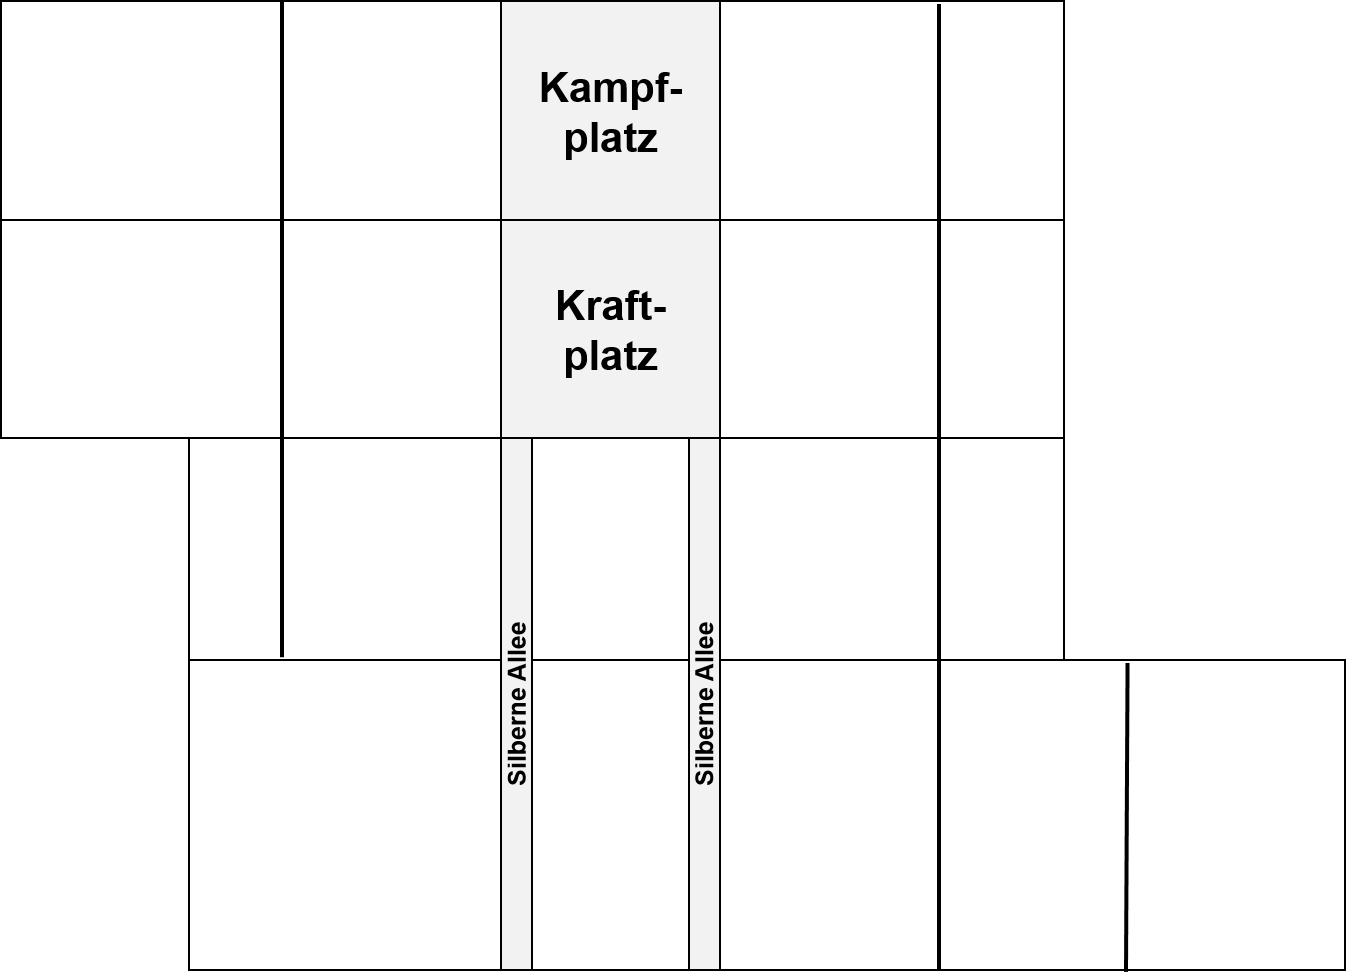 Kampf-
platz
Kraft-
platz
Silberne Allee
Silberne Allee